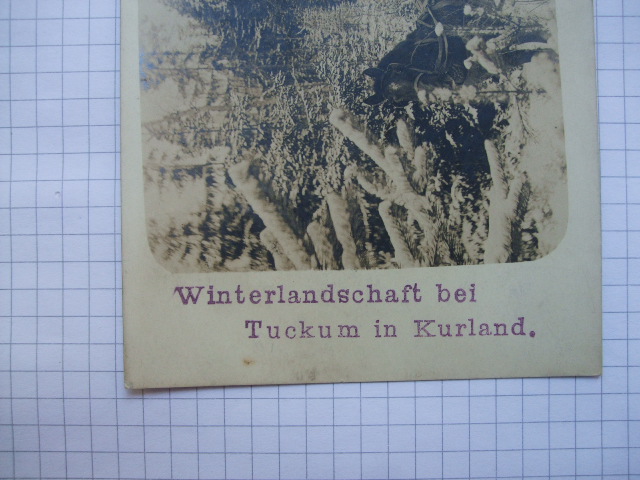 Winterlandschaft bei
Tuckum in Kurland.